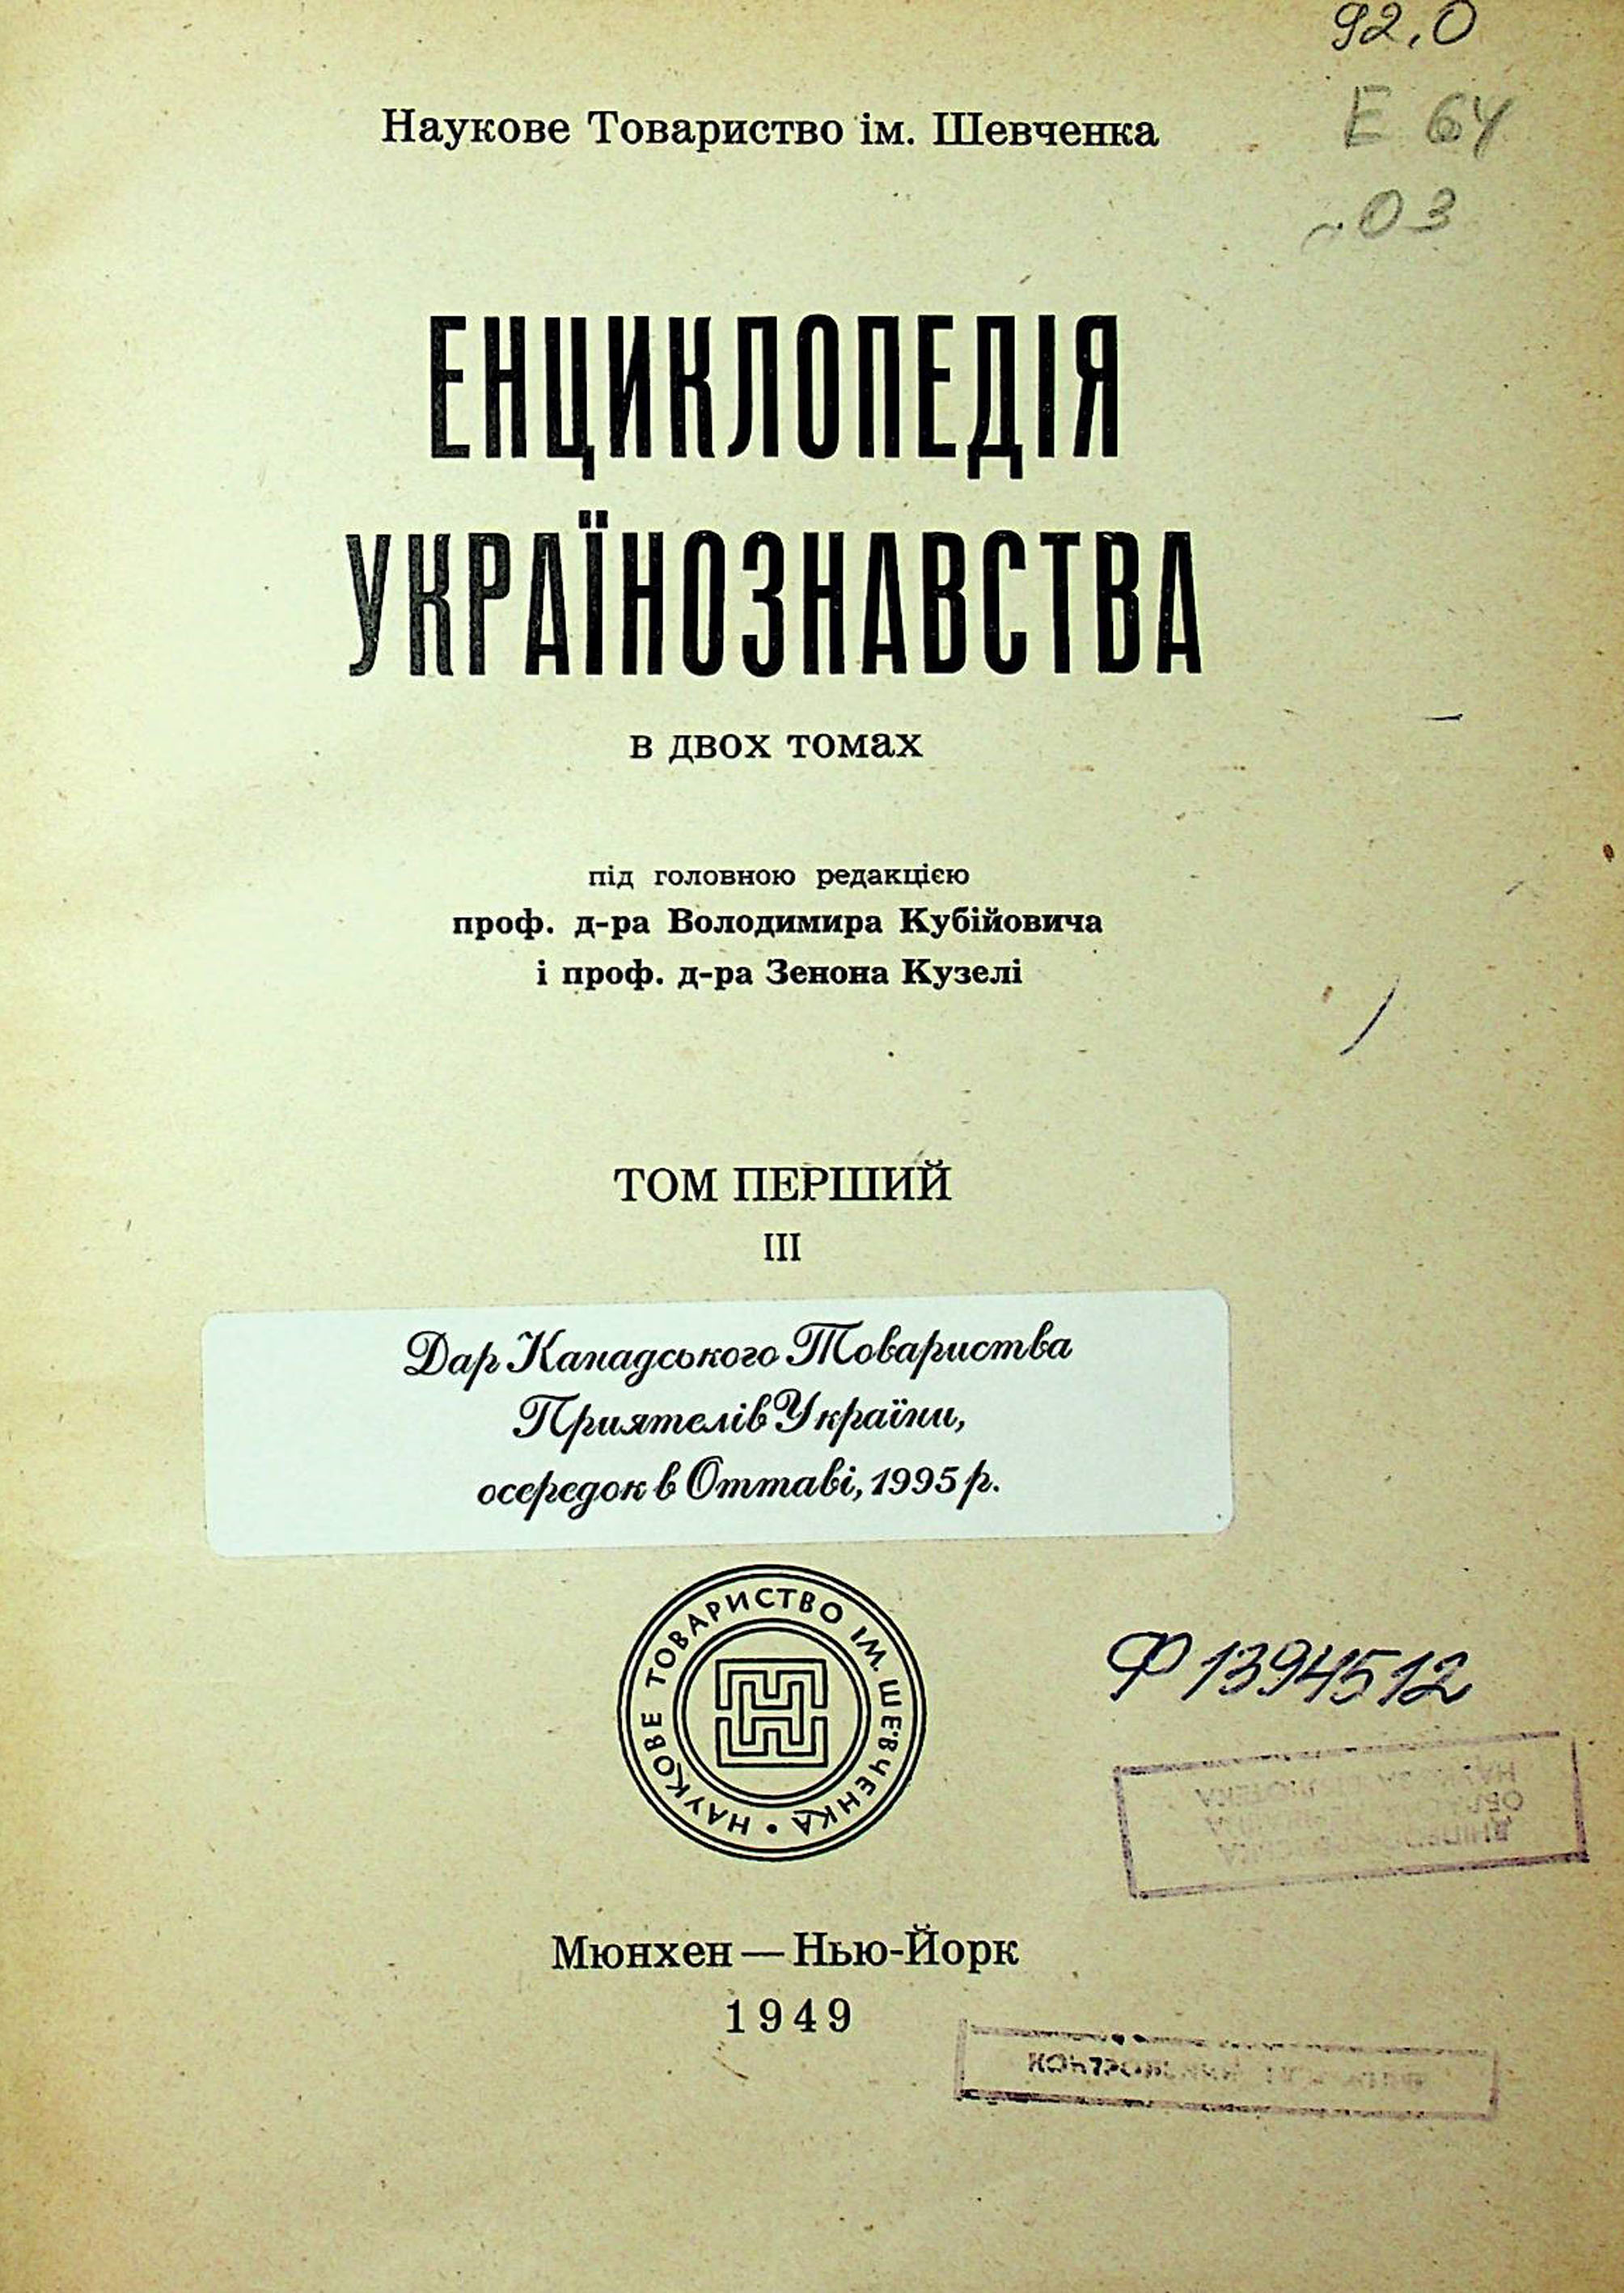 92.0
Е 64
03
Наукове Товариство ім. Шевченка
ЕНЦИКЛОПЕДІЯ
УКРАЇНОЗНАВСТВА
в двох томах
під головною редакцією
проф. д-ра Володимира Кубійовича
і проф. д-ра Зенона Кузелі
ТОМ ПЕРШИЙ
III
Дар Канадського Товариства
Приятелів України,
осередок в Оттаві, 1995 р.
НАУКОВЕ ТОВАРИСТВО ІМ. ШЕВЧЕНКА •
Ф 1394512
Мюнхен — Нью-Йорк
1949